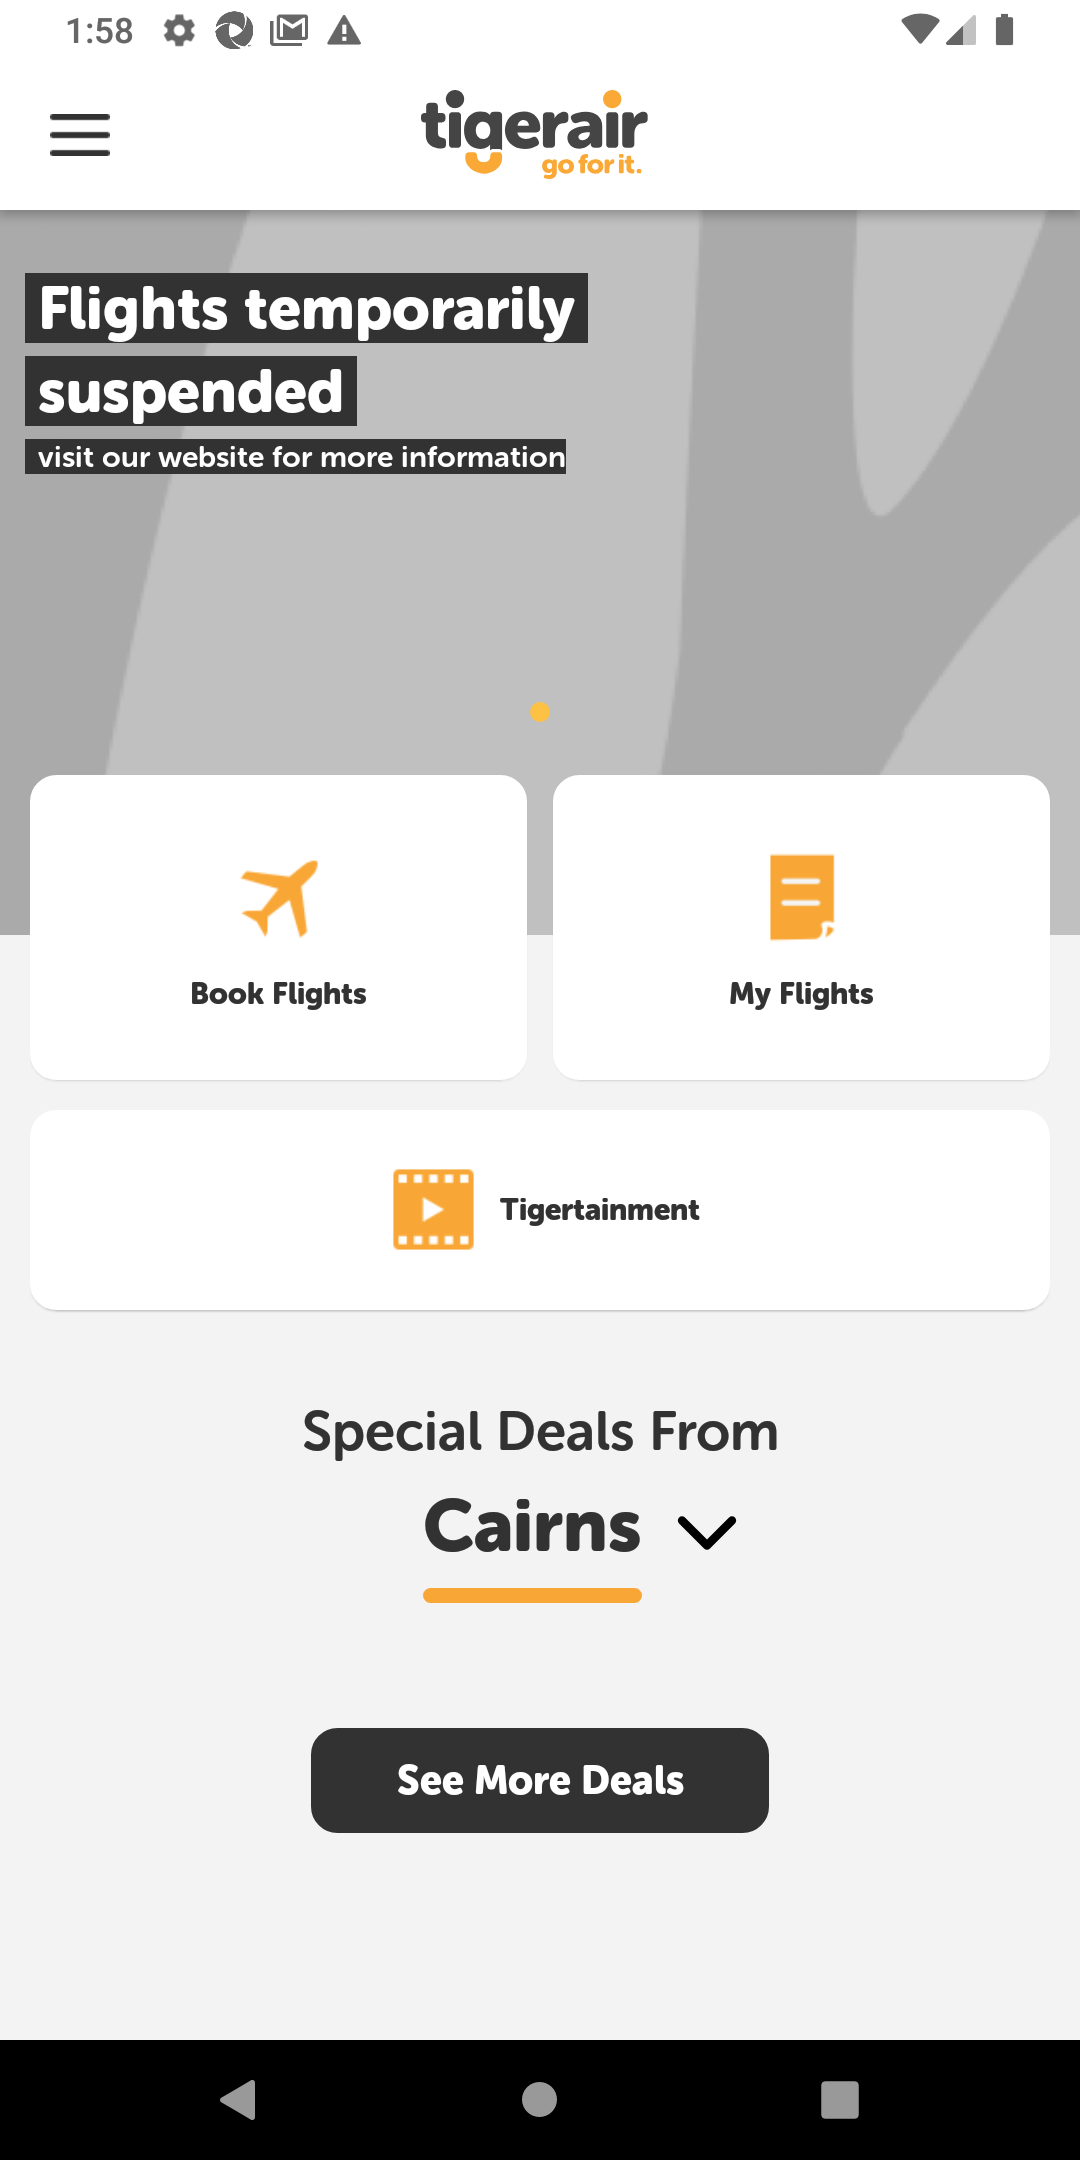 1:58
tigerair
go for it.
Flights temporarily
suspended
visit our website for more information
Book Flights
My Flights
Tigertainment
Special Deals From
Cairns
See More Deals